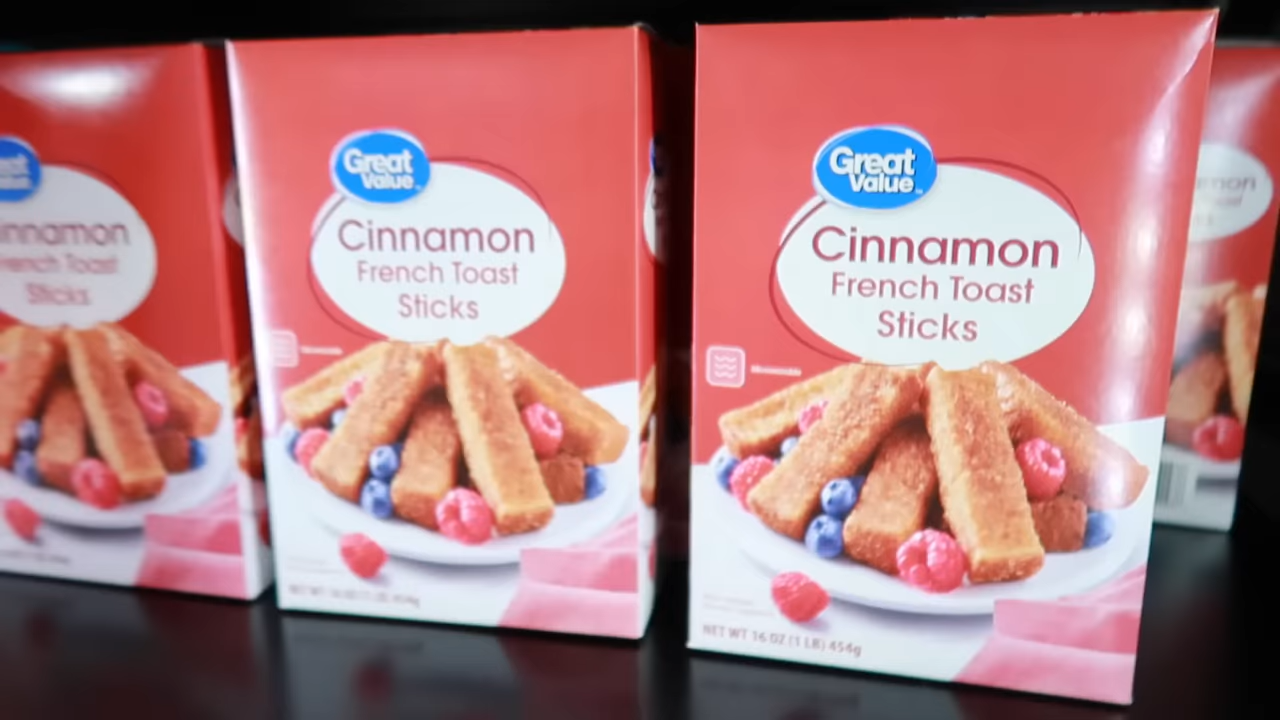 Great
Value
Cinnamon
French Toast
Sticks
Great
Value
Cinnamon
French Toast
Sticks
NET WT 16 OZ (1 LB) 454g